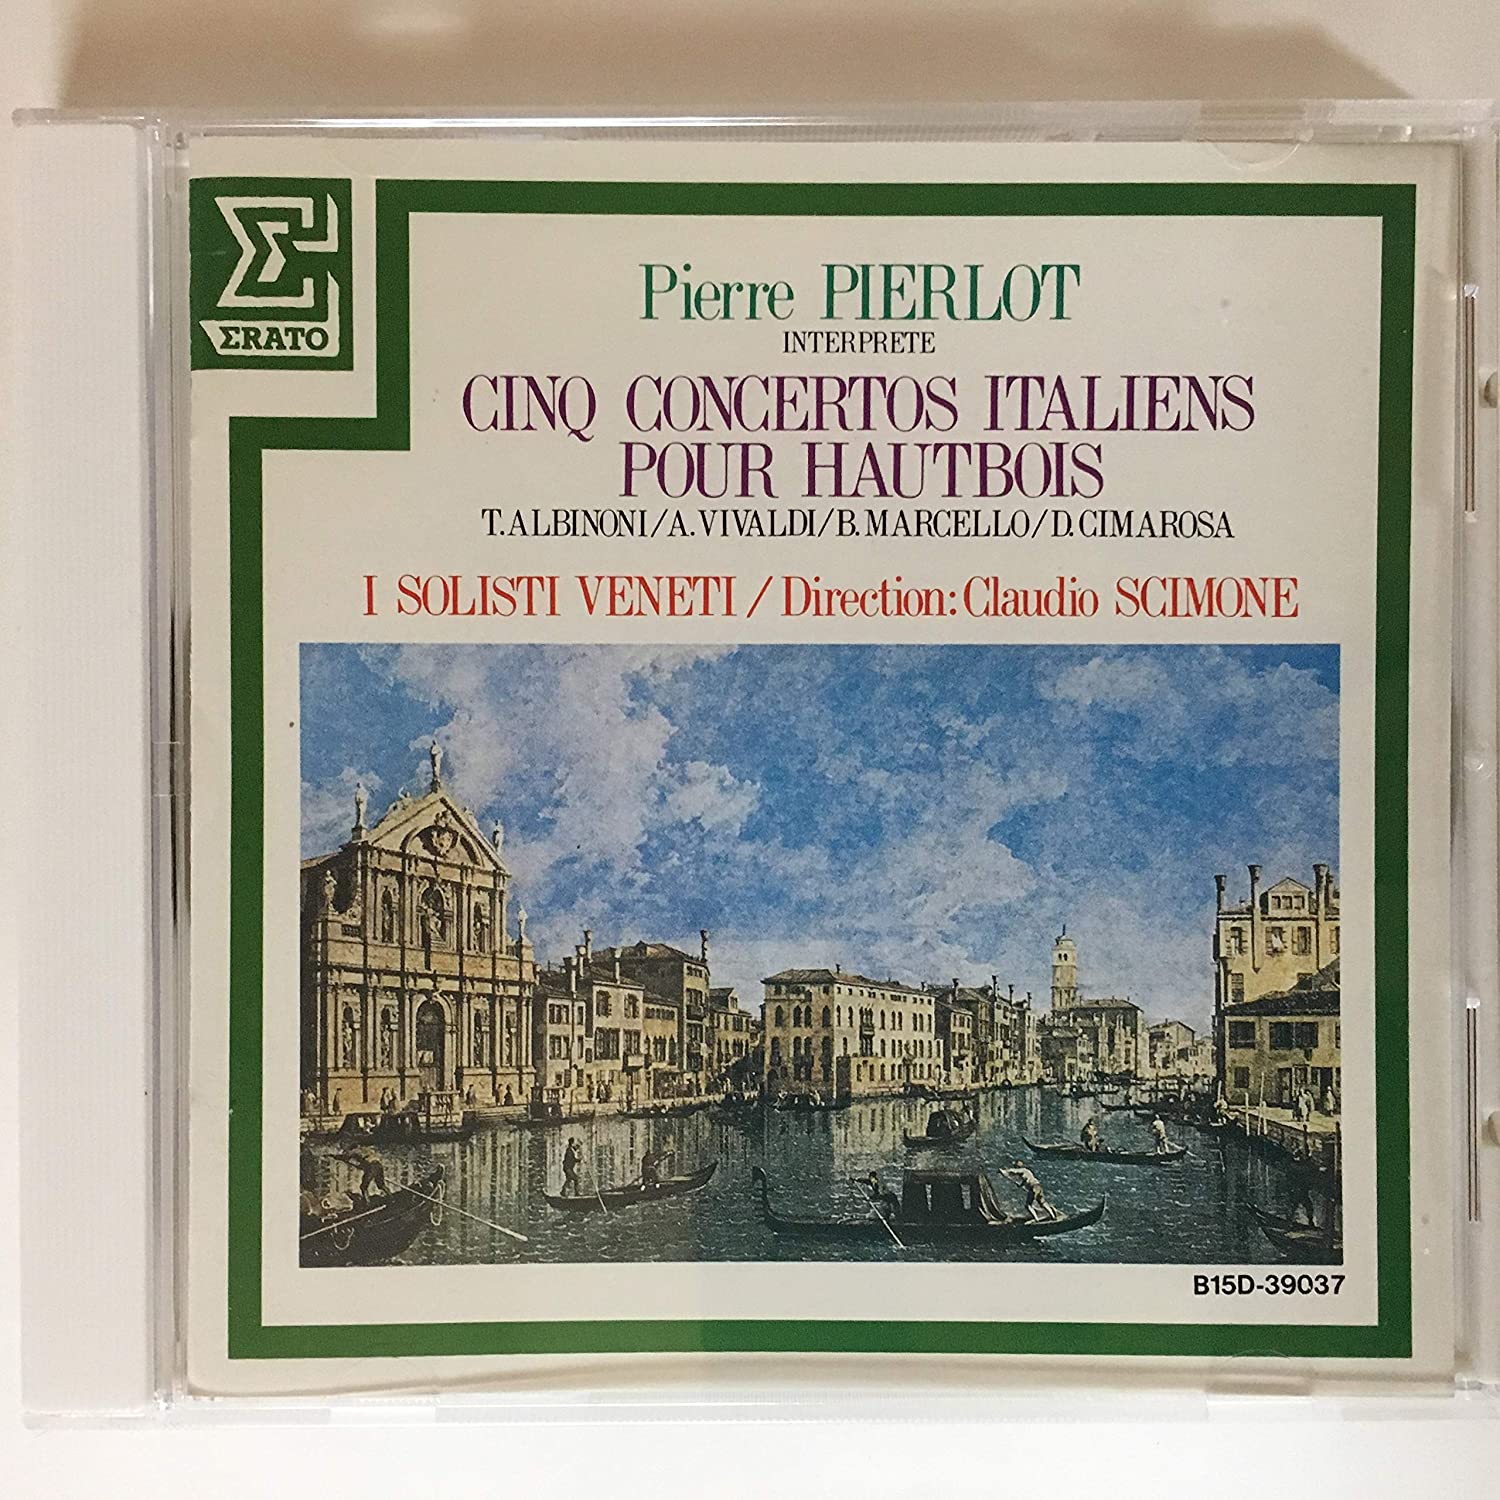 ΣRATO
Pierre PIERLOT
INTERPRETE
CINQ CONCERTOS ITALIENS
POUR HAUTBOIS
T. ALBINONI/A. VIVALDI/B. MARCELLO/D. CIMAROSA
I SOLISTI VENETI / Direction: Claudio SCIMONE
B15D-39037